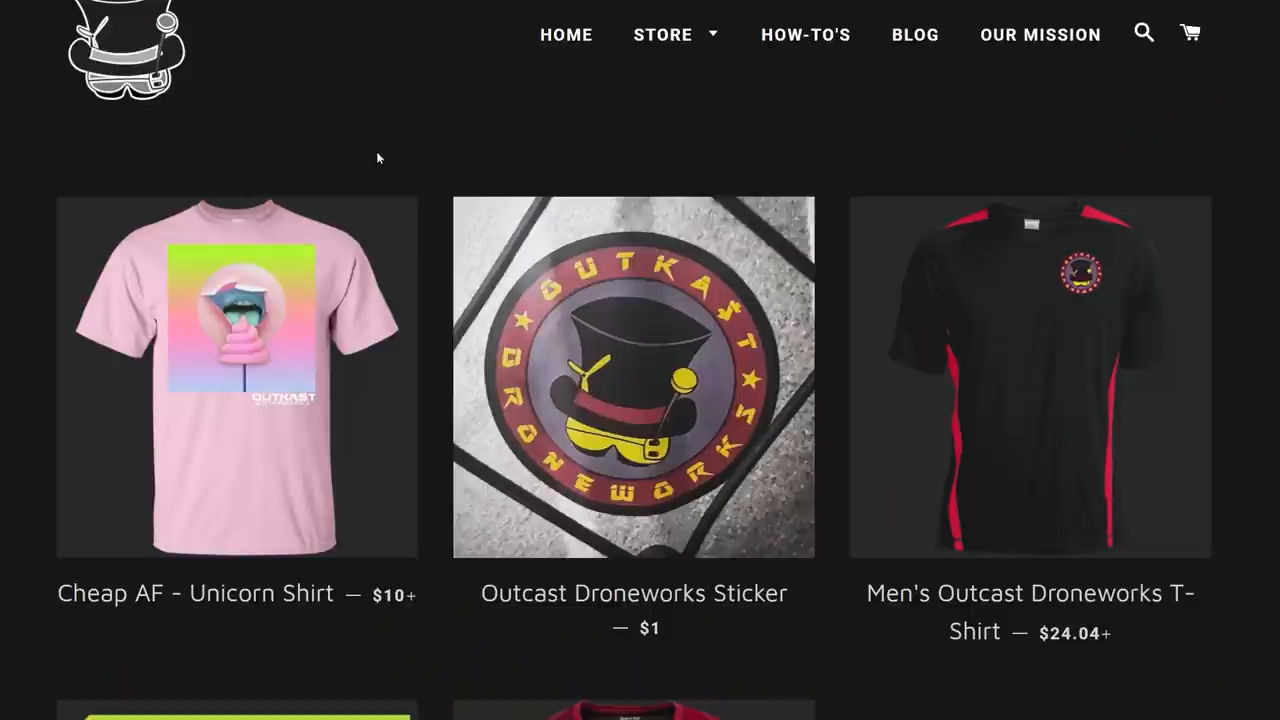 HOME STORE HOW-TO'S BLOG OUR MISSION
OUTKAST
OUTKAST
DRONEWORKS
Cheap AF - Unicorn Shirt — $10+
Outcast Droneworks Sticker
— $1
Men's Outcast Droneworks T-
Shirt — $24.04+